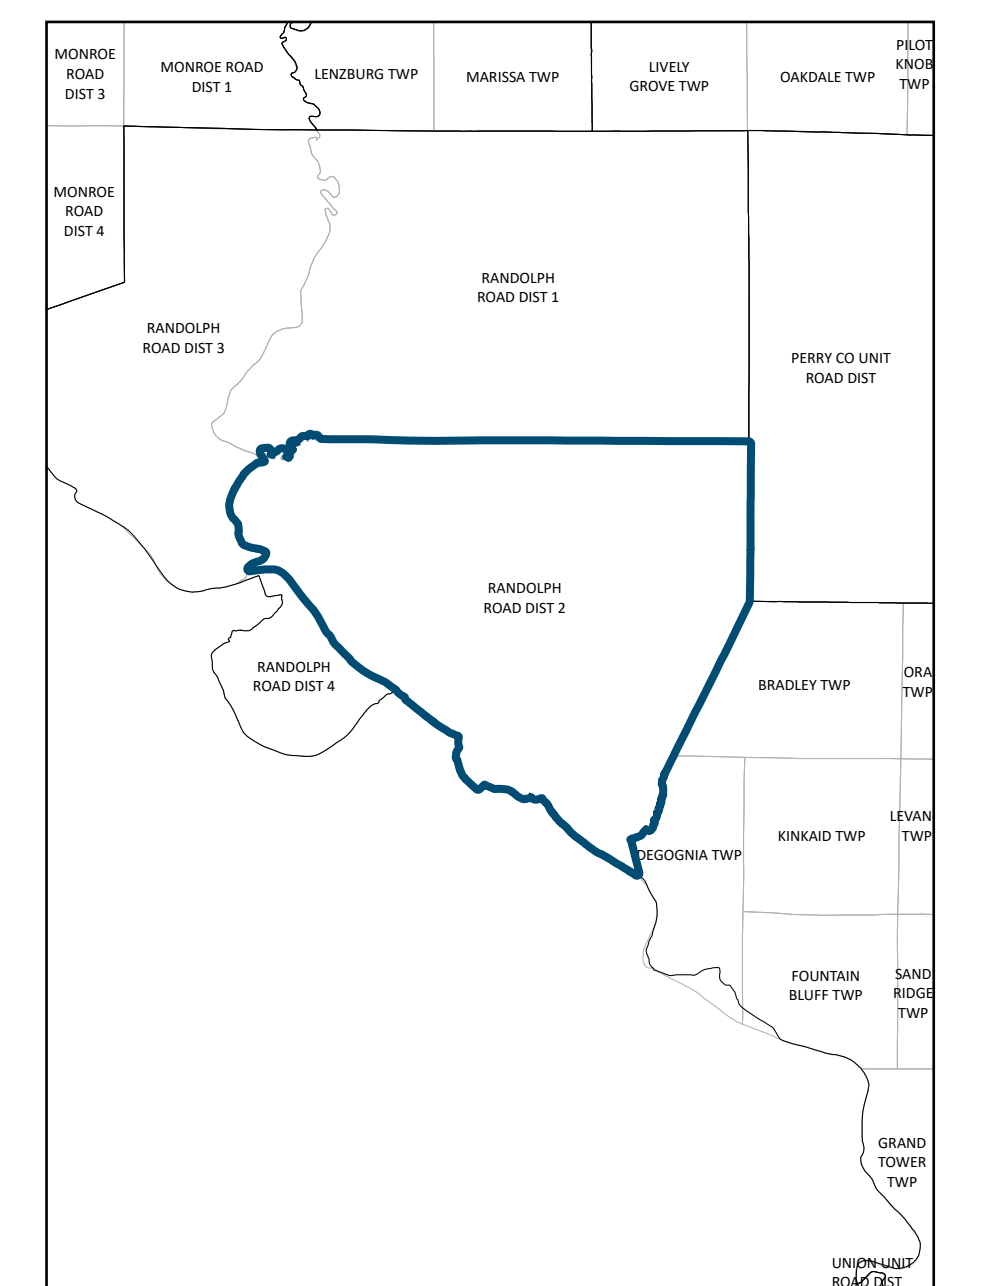 MONROE
ROAD
DIST 3
MONROE ROAD
DIST 1
LENZBURG TWP
MARISSA TWP
LIVELY
GROVE TWP
OAKDALE TWP
PILOT
KNOB
TWP
MONROE
ROAD
DIST 4
RANDOLPH
ROAD DIST 1
RANDOLPH
ROAD DIST 3
PERRY CO UNIT
ROAD DIST
RANDOLPH
ROAD DIST 2
RANDOLPH
ROAD DIST 4
BRADLEY TWP
ORA
TWP
DEGOGNIA TWP
KINKAID TWP
LEVAN
TWP
FOUNTAIN
BLUFF TWP
SAND
RIDGE
TWP
GRAND
TOWER
TWP
UNION UNIT
ROAD DIST